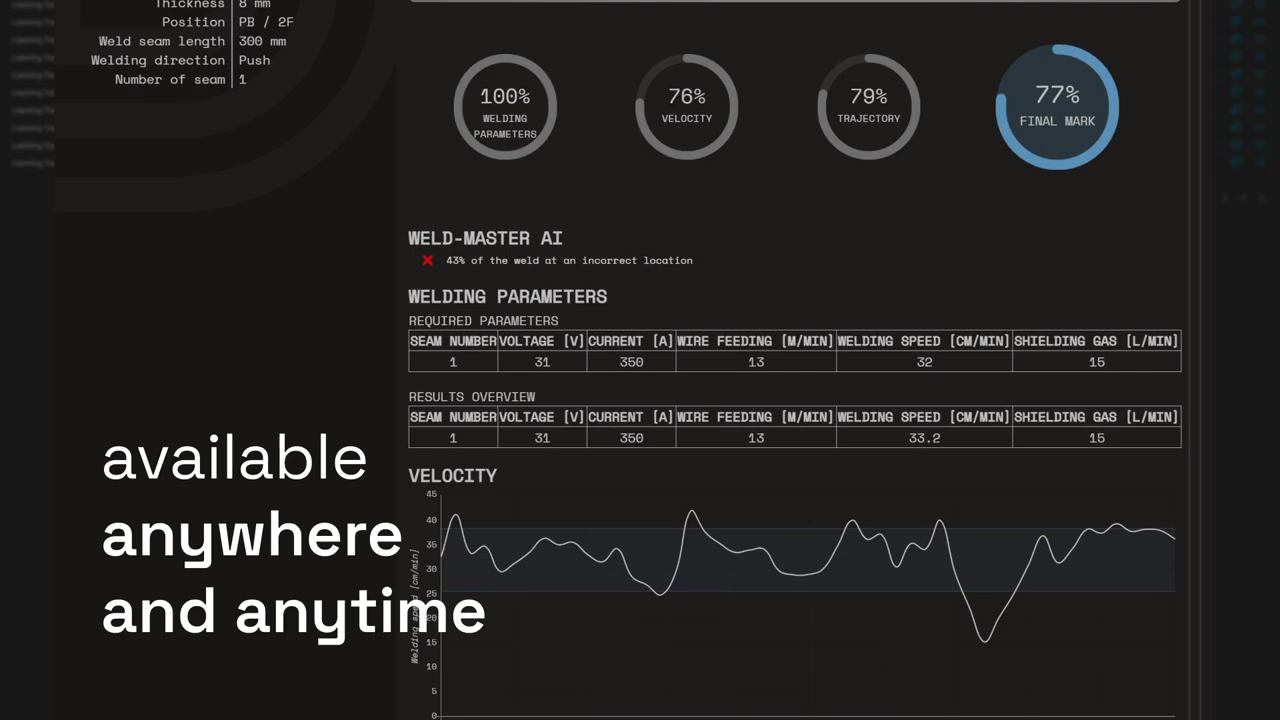 Thickness 8 mm
Position PB / 2F
Weld seam length 300 mm
Welding direction Push
Number of seam 1
100%
WELDING
PARAMETERS
76%
VELOCITY
79%
TRAJECTORY
77%
FINAL MARK
WELD-MASTER AI
43% of the weld at an incorrect location
WELDING PARAMETERS
REQUIRED PARAMETERS
SEAM NUMBER VOLTAGE [V] CURRENT [A] WIRE FEEDING [M/MIN] WELDING SPEED [CM/MIN] SHIELDING GAS [L/MIN]
1 31 350 13 32 15
RESULTS OVERVIEW
SEAM NUMBER VOLTAGE [V] CURRENT [A] WIRE FEEDING [M/MIN] WELDING SPEED [CM/MIN] SHIELDING GAS [L/MIN]
1 31 350 13 33.2 15
available
anywhere
and anytime
VELOCITY
Welding speed [cm/min]
45
40
35
30
25
20
15
10
5
0